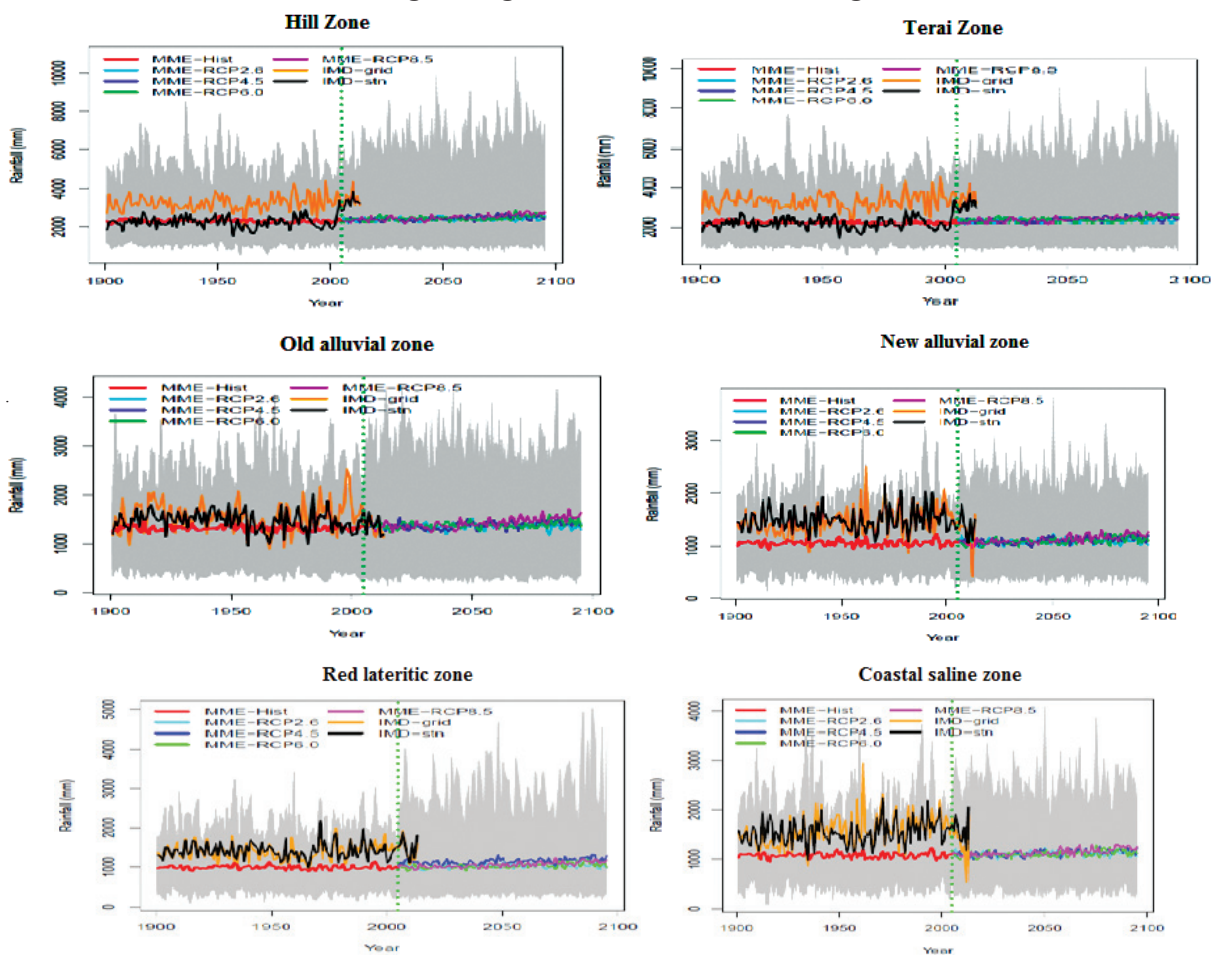 Hill Zone
MME-Hist MME-RCP8.5
MME-RCP2.6 IMD-grid
MME-RCP4.5 IMD-stn
MME-RCP6.0
Rainfall (mm)
10000
8000
6000
4000
2000
1900 1950 2000 2050 2100
Year
Terai Zone
MME-Hist MME-RCP8.5
MME-RCP2.6 IMD-grid
MME-RCP4.5 IMD-stn
MME-RCP6.0
Rainfall (mm)
10000
8000
6000
4000
2000
1900 1950 2000 2050 2100
Year
Old alluvial zone
MME-Hist MME-RCP8.5
MME-RCP2.6 IMD-grid
MME-RCP4.5 IMD-stn
MME-RCP6.0
Rainfall (mm)
4000
3000
2000
1000
0
1900 1950 2000 2050 2100
Year
New alluvial zone
MME-Hist MME-RCP8.5
MME-RCP2.6 IMD-grid
MME-RCP4.5 IMD-stn
MME-RCP6.0
Rainfall (mm)
3000
2000
1000
0
1900 1950 2000 2050 2100
Year
Red lateritic zone
MME-Hist MME-RCP8.5
MME-RCP2.6 IMD-grid
MME-RCP4.5 IMD-stn
MME-RCP6.0
Rainfall (mm)
5000
4000
3000
2000
1000
0
1900 1950 2000 2050 2100
Year
Coastal saline zone
MME-Hist MME-RCP8.5
MME-RCP2.6 IMD-grid
MME-RCP4.5 IMD-stn
MME-RCP6.0
Rainfall (mm)
4000
3000
2000
1000
0
1900 1950 2000 2050 2100
Year